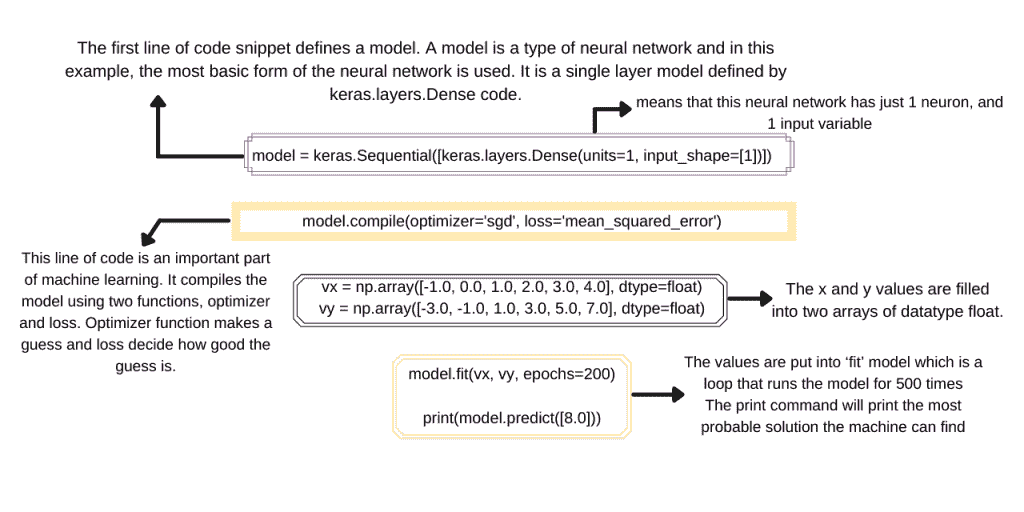 The first line of code snippet defines a model. A model is a type of neural network and in this
example, the most basic form of the neural network is used. It is a single layer model defined by
keras.layers.Dense code.
means that this neural network has just 1 neuron, and
1 input variable
model = keras.Sequential([keras.layers.Dense(units=1, input_shape=[1])])
model.compile(optimizer='sgd', loss='mean_squared_error')
This line of code is an important part
of machine learning. It compiles the
model using two functions, optimizer
and loss. Optimizer function makes a
guess and loss decide how good the
guess is.
vx = np.array([-1.0, 0.0, 1.0, 2.0, 3.0, 4.0], dtype=float)
vy = np.array([-3.0, -1.0, 1.0, 3.0, 5.0, 7.0], dtype=float)
The x and y values are filled
into two arrays of datatype float.
model.fit(vx, vy, epochs=200)
print(model.predict([8.0]))
The values are put into ‘fit’ model which is a
loop that runs the model for 500 times
The print command will print the most
probable solution the machine can find